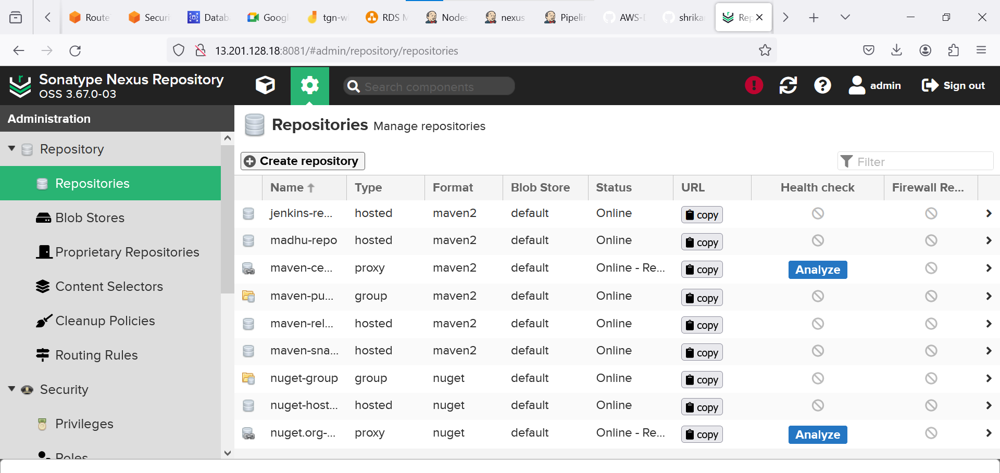 Route
Securi
Datab
Googl
tgn-wi
RDS M
Nodes
nexus
Pipelin
AWS-D
shrika
Rep
13.201.128.18:8081/#admin/repository/repositories
Sonatype Nexus Repository
OSS 3.67.0-03
Search components
admin
Sign out
Administration
Repositories Manage repositories
Repository
Repositories
Blob Stores
Proprietary Repositories
Content Selectors
Cleanup Policies
Routing Rules
Security
Privileges
Roles
Create repository
Filter
Name Type Format Blob Store Status URL Health check Firewall Re...
jenkins-re... hosted maven2 default Online copy
madhu-repo hosted maven2 default Online copy
maven-ce... proxy maven2 default Online - Re... copy Analyze
maven-pu... group maven2 default Online copy
maven-rel... hosted maven2 default Online copy
maven-sna... hosted maven2 default Online copy
nuget-group group nuget default Online copy
nuget-host... hosted nuget default Online copy
nuget.org-... proxy nuget default Online - Re... copy Analyze